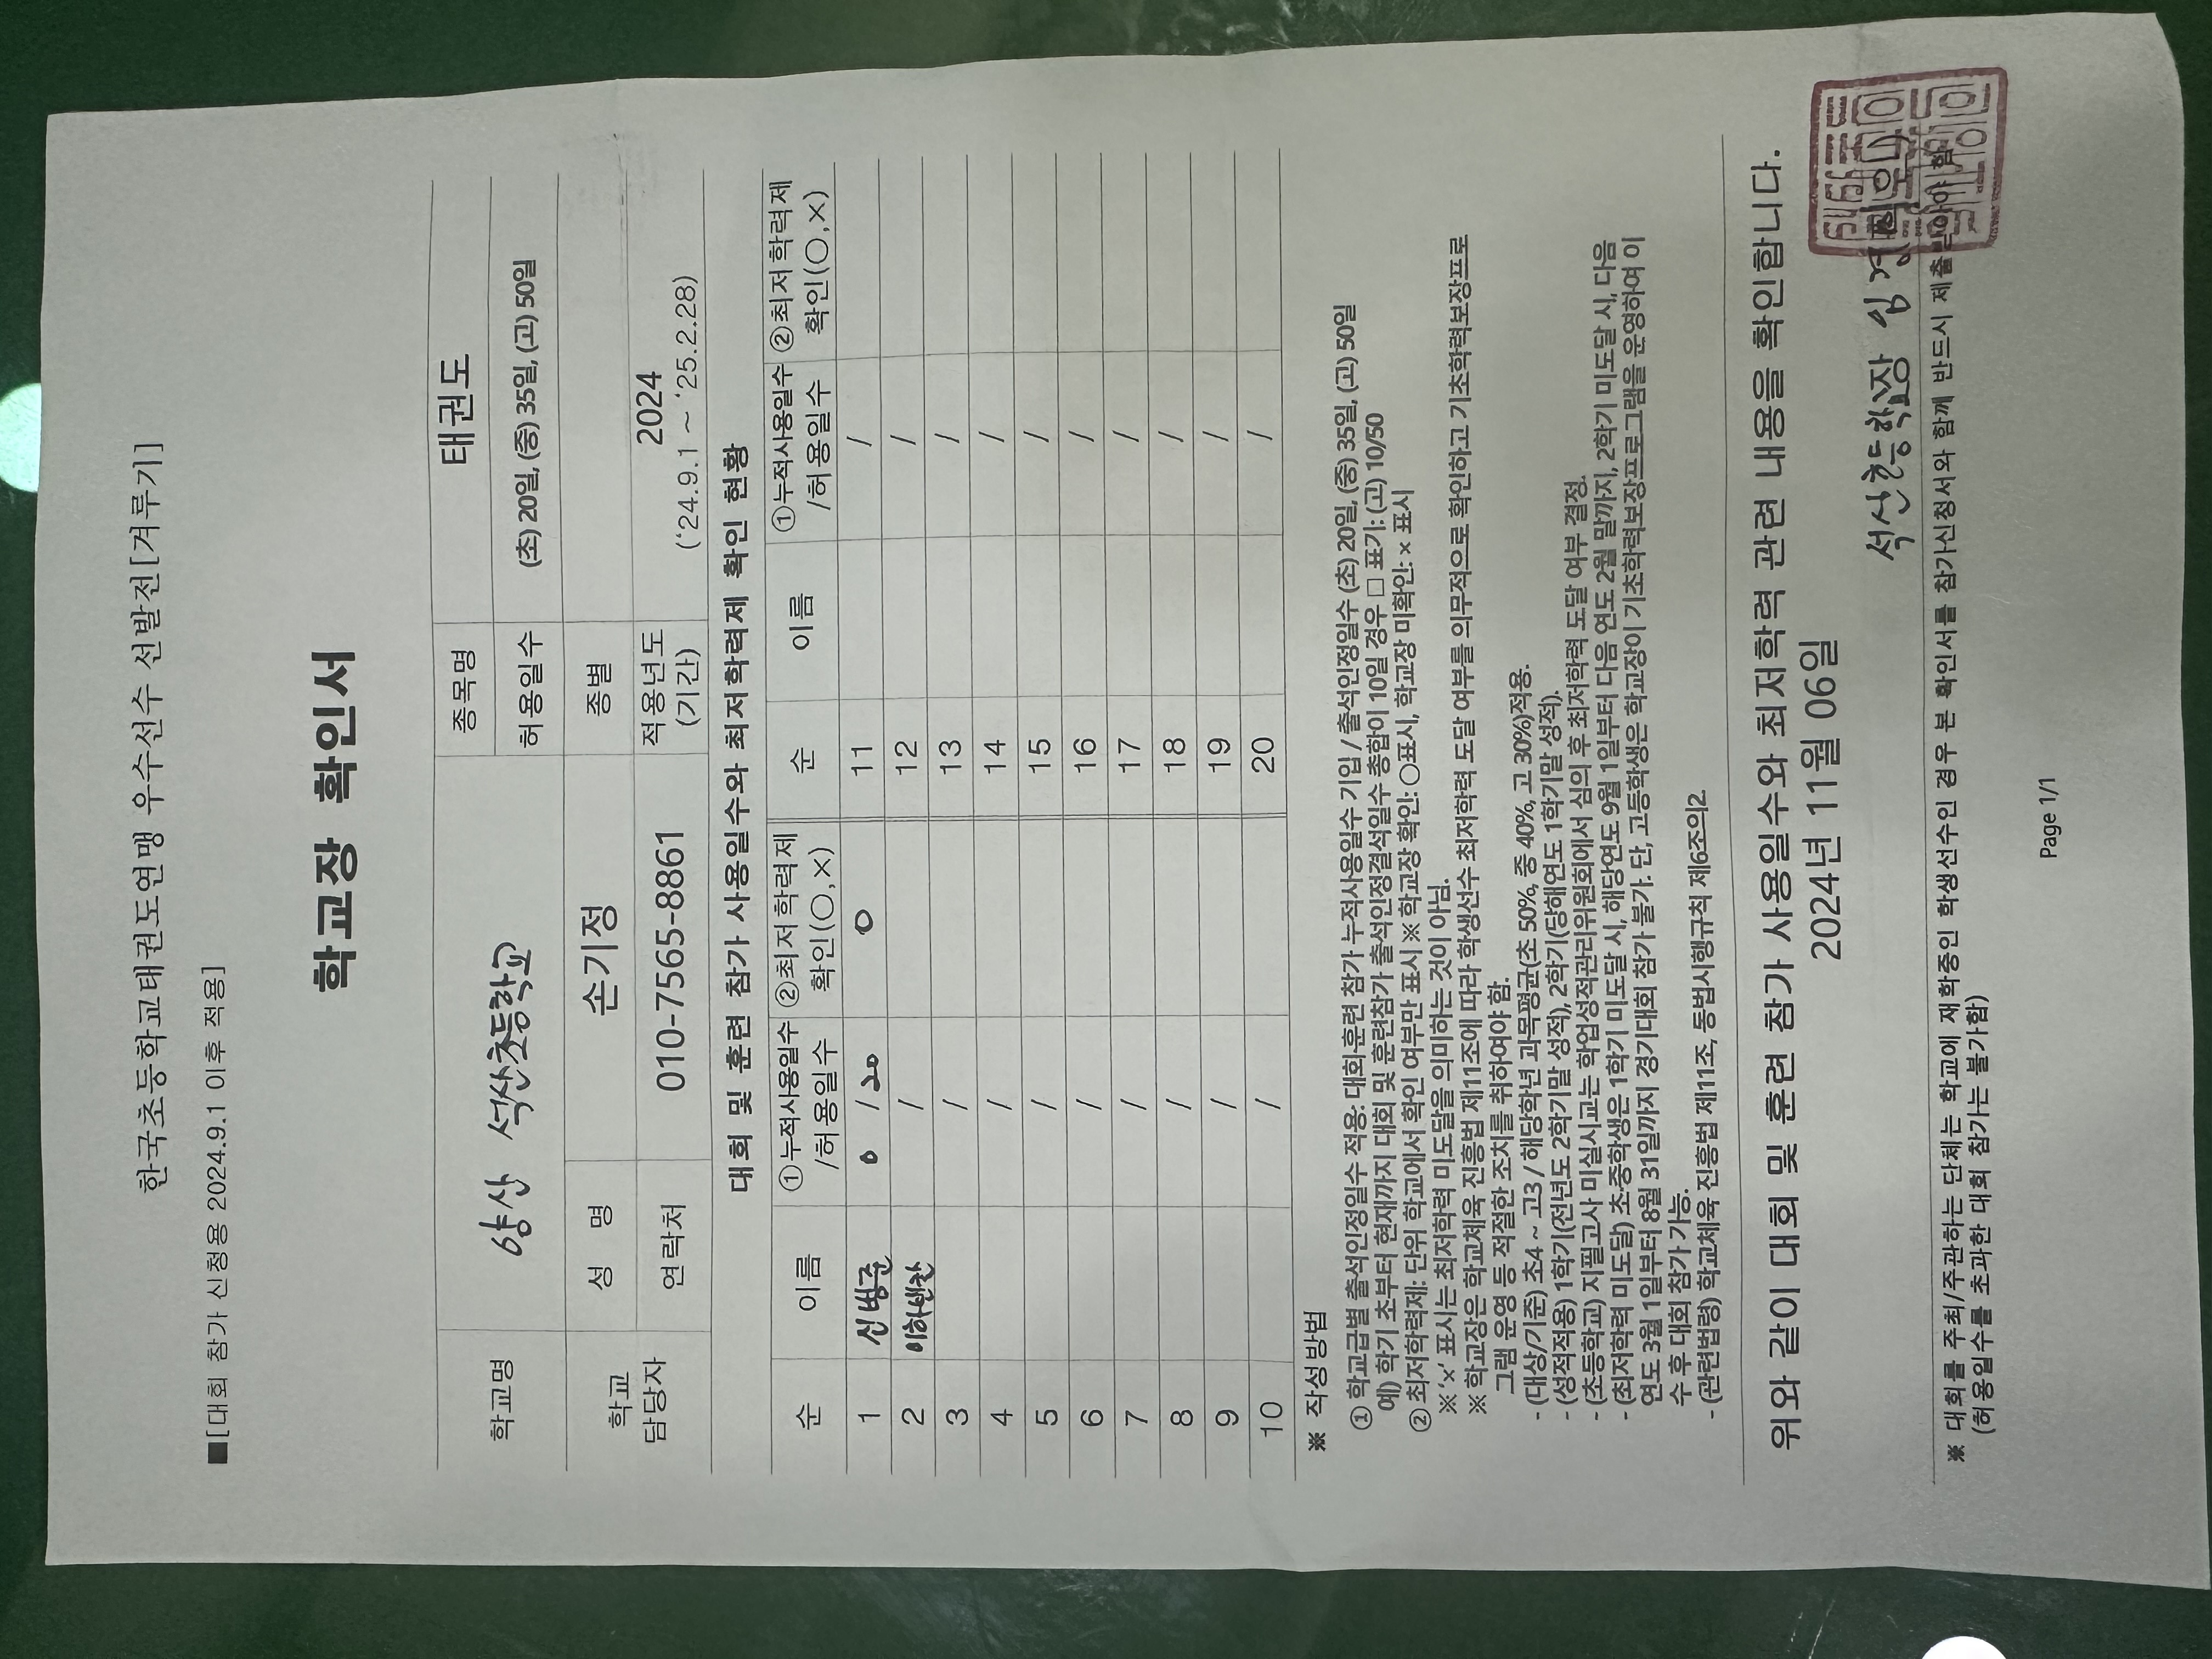 한국초등학교태권도연맹 우수선수 선발전[겨루기]
■[대회 참가 신청용 2024.9.1 이후 적용]
학교장 확인서
학교명 양산 석산초등학교 종목명 태권도
허용일수 (초) 20일, (중) 35일, (고) 50일
학교 담당자 성 명 손기정 종별
연락처 010-7565-8861 적용년도 (기간) 2024 ('24.9.1 ~ '25.2.28)
대회 및 훈련 참가 사용일수와 최저학력제 확인 현황
순 이름 ①누적사용일수 /허용일수 ②최저학력제 확인(○,×) 순 이름 ①누적사용일수 /허용일수 ②최저학력제 확인(○,×)
1 신범준 0 / 20 ○ 11 /
2 / 12 /
3 / 13 /
4 / 14 /
5 / 15 /
6 / 16 /
7 / 17 /
8 / 18 /
9 / 19 /
10 / 20 /
※ 작성방법
① 학교급별 출석인정일수 적용: 대회·훈련 참가 누적사용일수 기입 / 출석인정일수 (초) 20일, (중) 35일, (고) 50일
예) 학기 초부터 현재까지 대회 및 훈련참가 출석인정결석일수 총합이 10일 경우 □ 표기: (고) 10/50
② 최저학력제: 단위 학교에서 확인 여부만 표시 ※ 학교장 확인: ○표시, 학교장 미확인: × 표시
※ '×' 표시는 최저학력 미도달을 의미하는 것이 아님.
※ 학교장은 학교체육 진흥법 제11조에 따라 학생선수 최저학력 도달 여부를 의무적으로 확인하고 기초학력보장프로
그램 운영 등 적절한 조치를 취하여야 함.
- (대상/기준) 초4 ~ 고3 / 해당학년 과목평균(초 50%, 중 40%, 고 30%)적용.
- (성적적용) 1학기(전년도 2학기말 성적), 2학기(당해연도 1학기말 성적).
- (초등학교) 지필고사 미실시교는 학업성적관리위원회에서 심의 후 최저학력 도달 여부 결정.
- (최저학력 미도달) 초·중학생은 1학기 미도달 시, 해당연도 9월 1일부터 다음 연도 2월 말까지, 2학기 미도달 시, 다음
연도 3월 1일부터 8월 31일까지 경기대회 참가 불가. 단, 고등학생은 학교장이 기초학력보장프로그램을 운영하여 이
수 후 대회 참가 가능.
- (관련법령) 학교체육 진흥법 제11조, 동법시행규칙 제6조의2.
위와 같이 대회 및 훈련 참가 사용일수와 최저학력 관련 내용을 확인합니다.
2024년 11월 06일
석산초등학교장
※ 대회를 주최/주관하는 단체는 학교에 재학중인 학생선수인 경우 본 확인서를 참가신청서와 함께 반드시 제출받아야 함
(허용일수를 초과한 대회 참가는 불가함)
Page 1/1